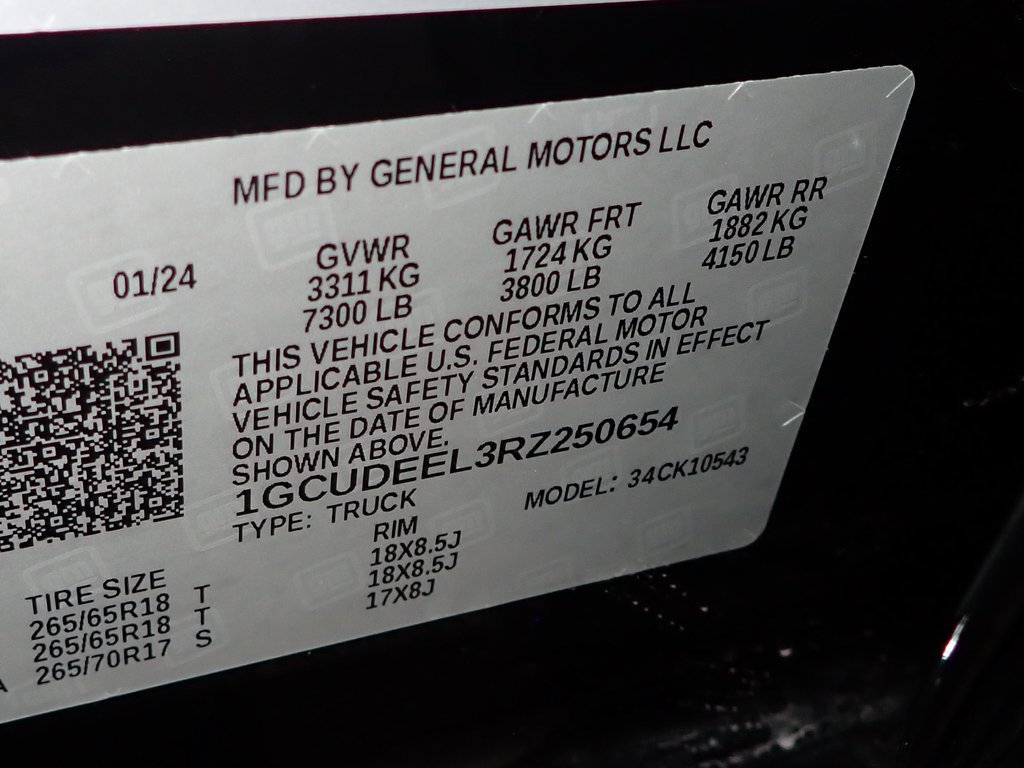 MFD BY GENERAL MOTORS LLC
01/24
GVWR
3311 KG
7300 LB
GAWR FRT
1724 KG
3800 LB
GAWR RR
1882 KG
4150 LB
THIS VEHICLE CONFORMS TO ALL
APPLICABLE U.S. FEDERAL MOTOR
VEHICLE SAFETY STANDARDS IN EFFECT
ON THE DATE OF MANUFACTURE
SHOWN ABOVE.
1GCUDEEL3RZ250654
TYPE: TRUCK MODEL: 34CK10543
TIRE SIZE RIM
265/65R18 T 18X8.5J
265/65R18 T 18X8.5J
265/70R17 S 17X8J